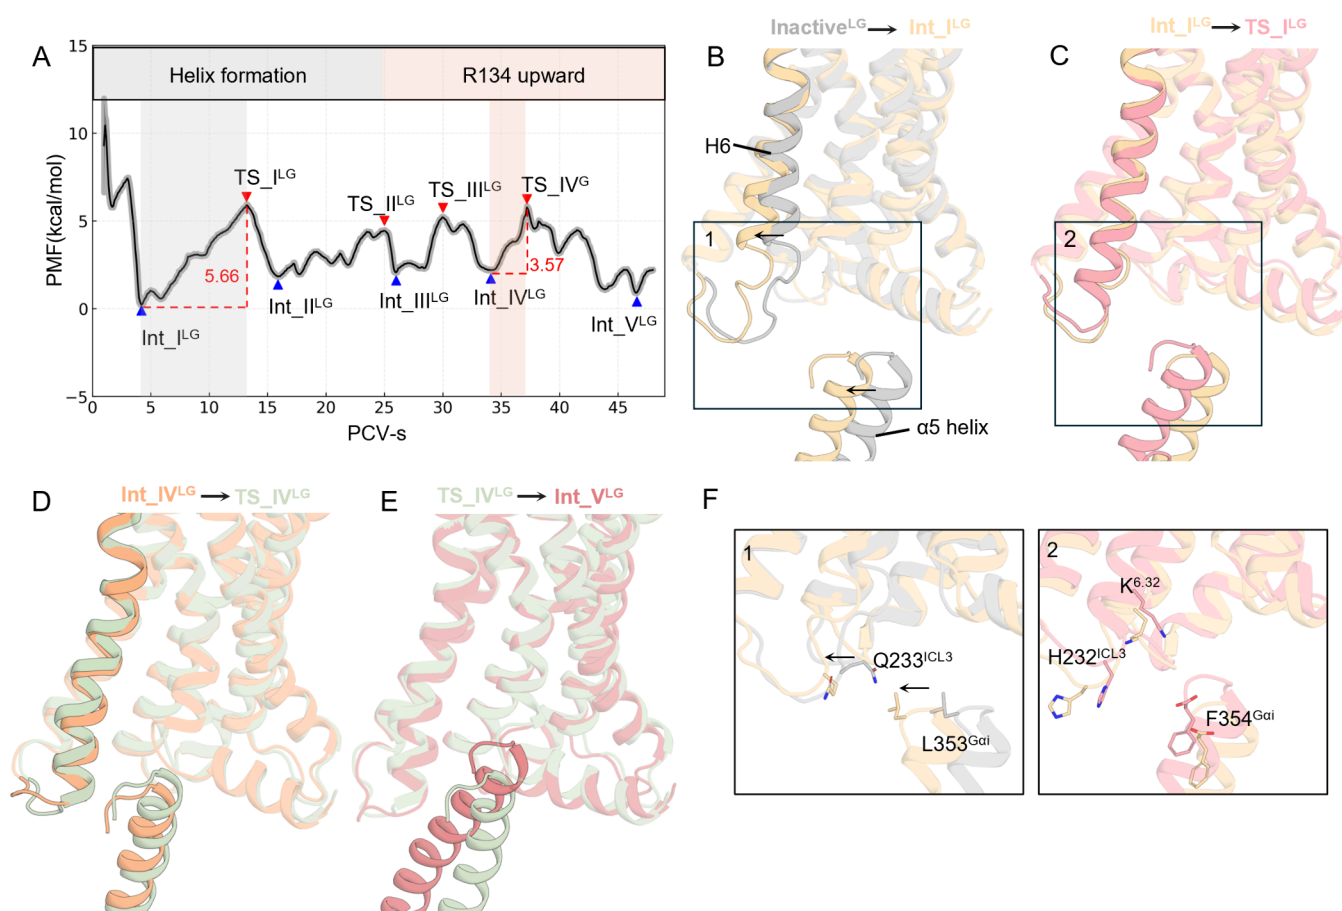 A
15
10
5
0
−5
PMF(kcal/mol)
Helix formation
R134 upward
TS_I^LG
TS_II^LG
TS_III^LG
TS_IV^G
5.66
3.57
Int_I^LG
Int_II^LG
Int_III^LG
Int_IV^LG
Int_V^LG
0 5 10 15 20 25 30 35 40 45
PCV-s
B
Inactive^LG → Int_I^LG
H6
1
α5 helix
C
Int_I^LG → TS_I^LG
2
D
Int_IV^LG → TS_IV^LG
E
TS_IV^LG → Int_V^LG
F
1
Q233^ICL3
L353^Gαi
2
K^6.32
H232^ICL3
F354^Gαi